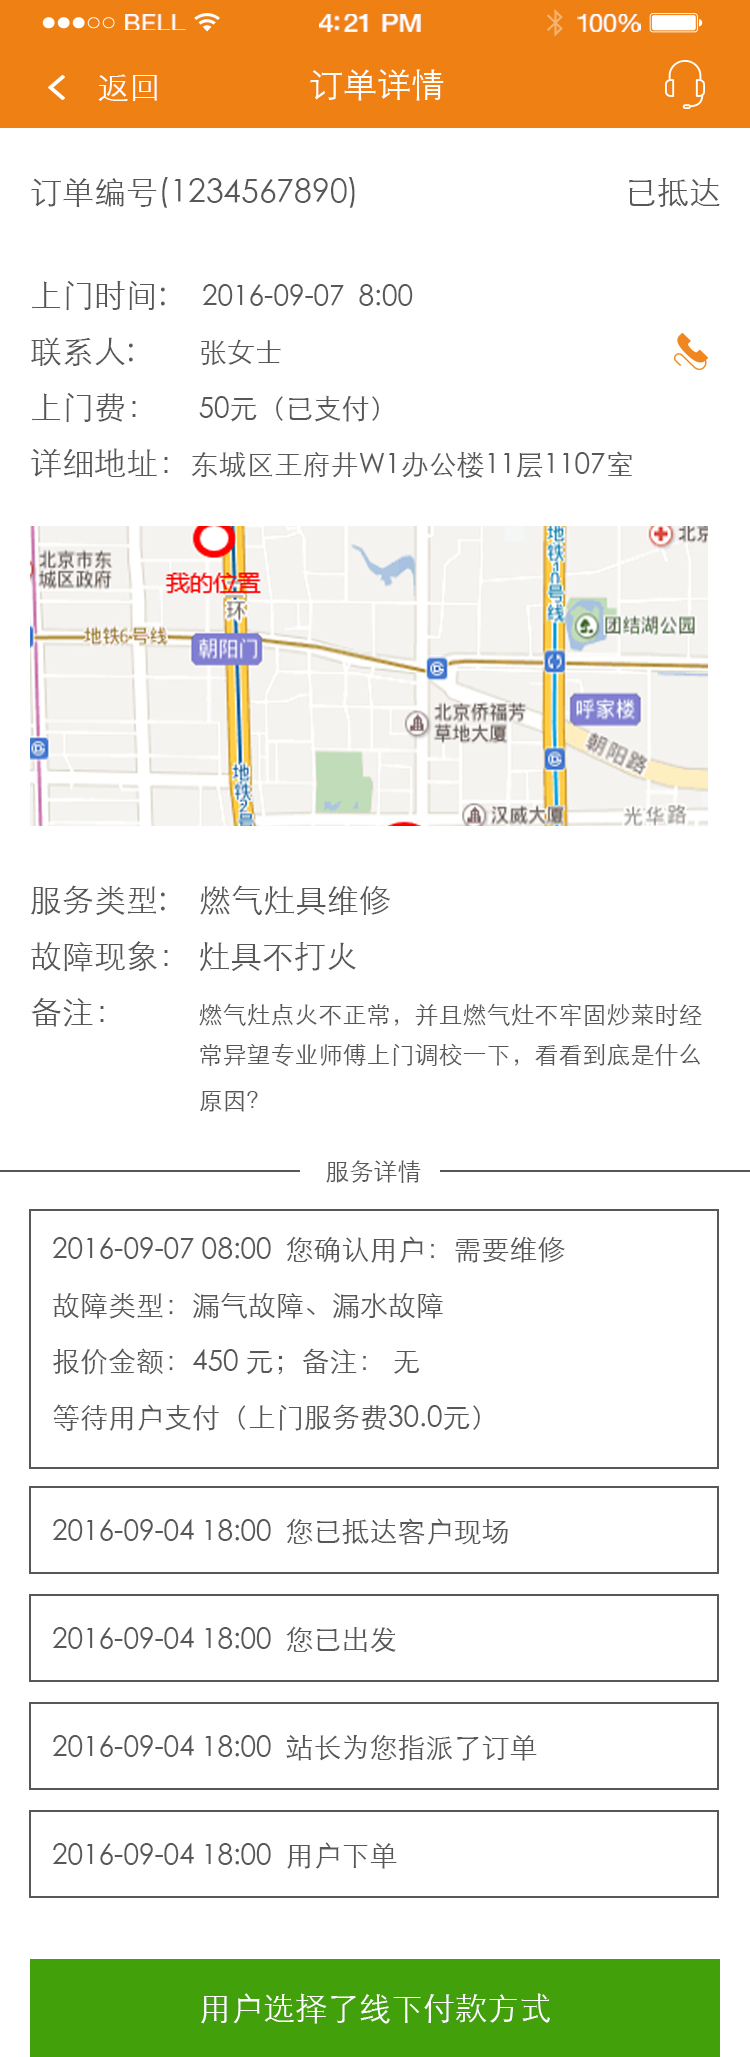 BELL 4:21 PM 100%
返回 订单详情
订单编号(1234567890) 已抵达
上门时间: 2016-09-07 8:00
联系人: 张女士
上门费: 50元（已支付）
详细地址: 东城区王府井W1办公楼11层1107室
北京
北京市东
城区政府
我的位置
环
地铁10号线
地铁6号线
团结湖公园
朝阳门
北京侨福芳
草地大厦
呼家楼
朝阳路
地铁2号
汉威大厦
光华路
服务类型: 燃气灶具维修
故障现象: 灶具不打火
备注: 燃气灶点火不正常，并且燃气灶不牢固炒菜时经
常异望专业师傅上门调校一下，看看到底是什么
原因?
服务详情
2016-09-07 08:00 您确认用户：需要维修
故障类型：漏气故障、漏水故障
报价金额：450 元；备注： 无
等待用户支付（上门服务费30.0元）
2016-09-04 18:00 您已抵达客户现场
2016-09-04 18:00 您已出发
2016-09-04 18:00 站长为您指派了订单
2016-09-04 18:00 用户下单
用户选择了线下付款方式